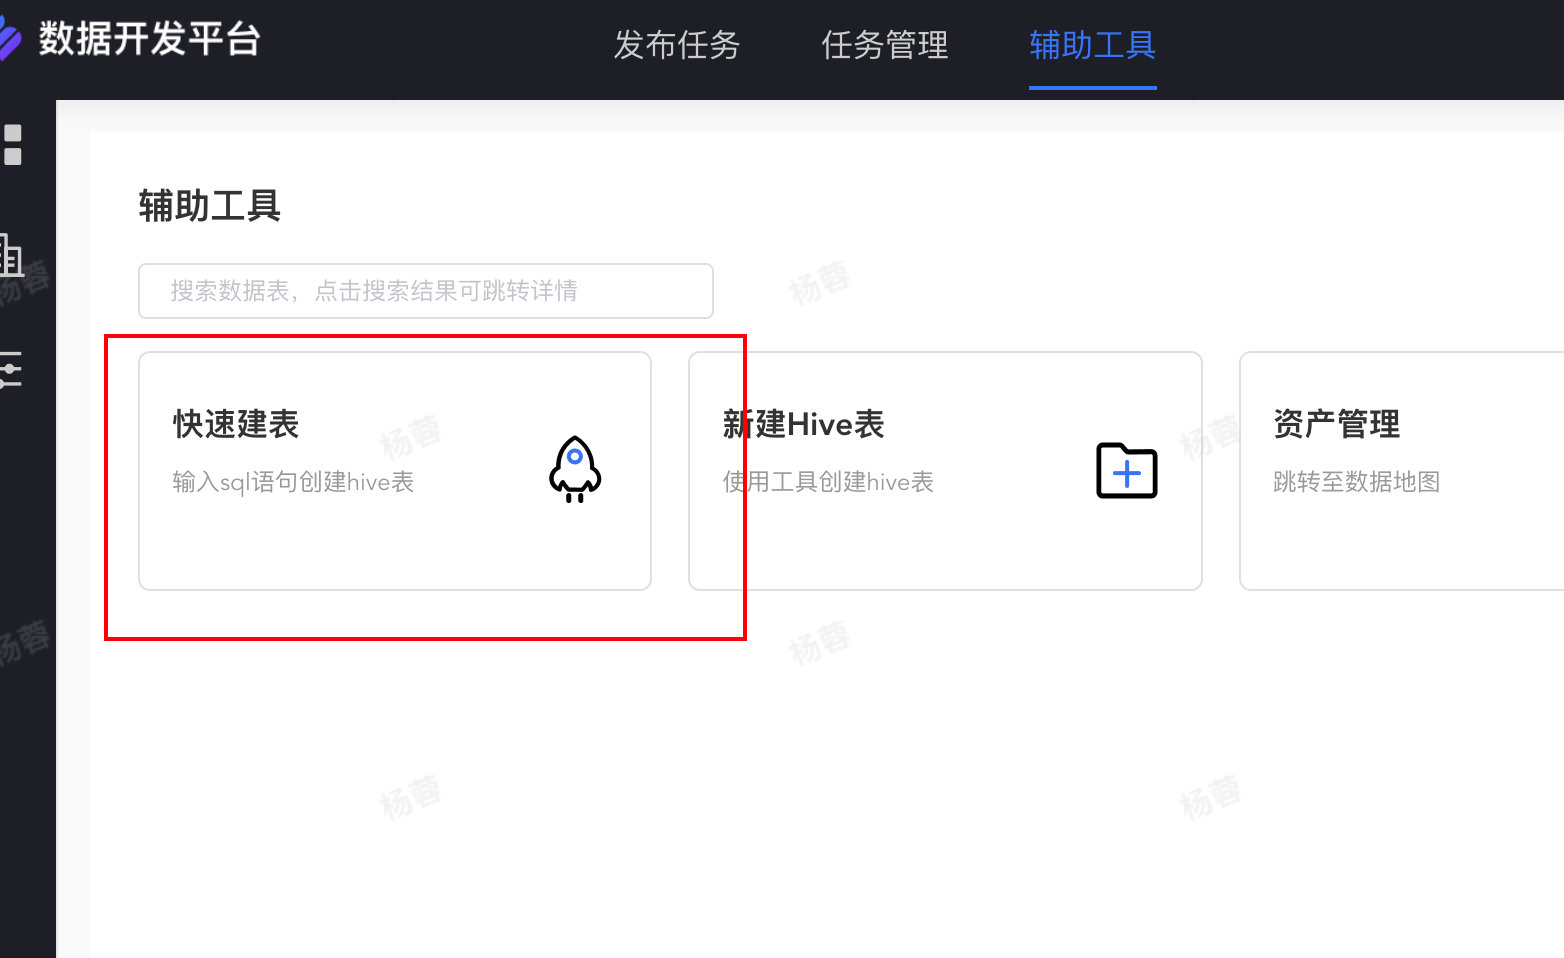 数据开发平台
发布任务
任务管理
辅助工具
辅助工具
搜索数据表，点击搜索结果可跳转详情
快速建表
输入sql语句创建hive表
新建Hive表
使用工具创建hive表
资产管理
跳转至数据地图
杨蓉
杨蓉
杨蓉
杨蓉
杨蓉
杨蓉
杨蓉
杨蓉